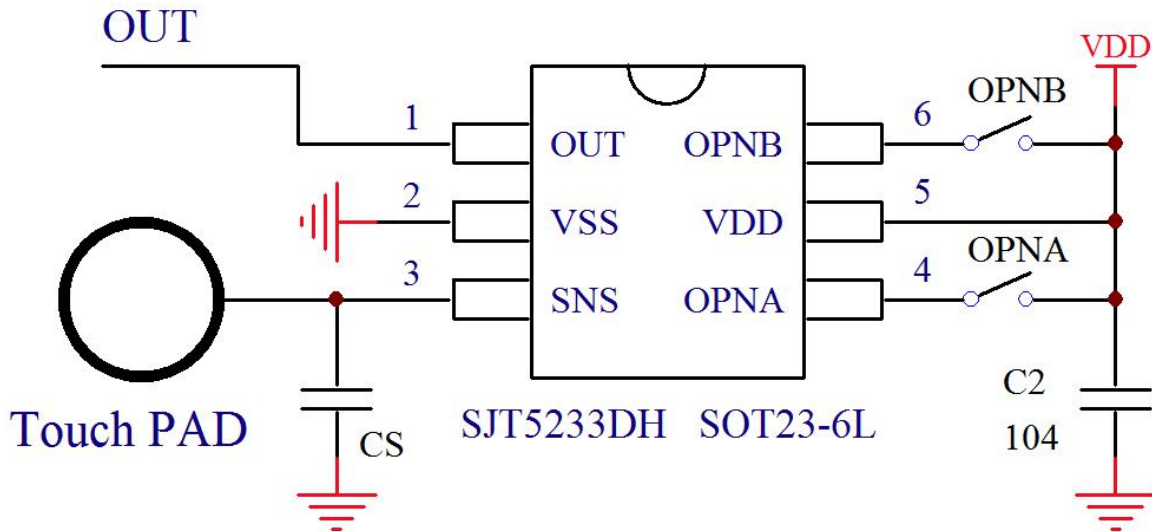 OUT
VDD
1
OUT
OPNB
6
OPNB
2
VSS
VDD
5
3
SNS
OPNA
4
OPNA
Touch PAD
CS
SJT5233DH SOT23-6L
C2
104